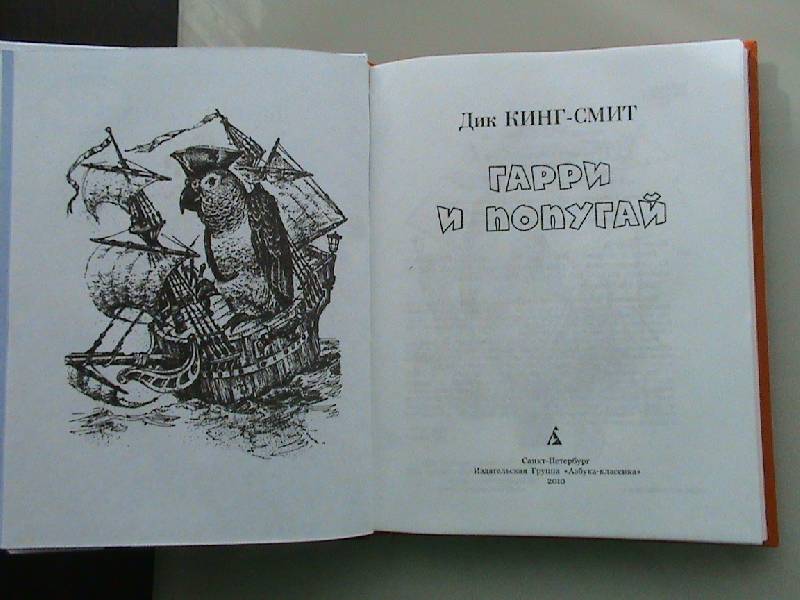 Дик КИНГ-СМИТ
ГАРРИ
И ПОПУГАЙ
Санкт-Петербург
Издательская Группа «Азбука-классика»
2010